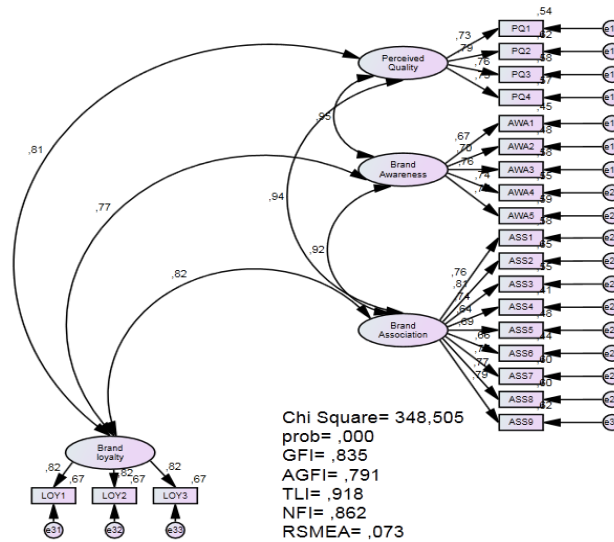 ,54
,73
PQ1
Perceived
Quality
,79
,62
PQ2
,76
,58
PQ3
,57
PQ4
,45
AWA1
,81
,95
,67
,48
AWA2
,70
,58
AWA3
,76
Brand
Awareness
,74
,55
AWA4
,77
,94
,59
AWA5
,58
ASS1
,92
,65
ASS2
,76
,55
ASS3
,82
,81
,74
,41
ASS4
,64
,48
ASS5
Brand
Association
,69
,44
ASS6
,66
,60
ASS7
,77
,60
ASS8
,79
,62
ASS9
Chi Square= 348,505
prob= ,000
GFI= ,835
AGFI= ,791
TLI= ,918
NFI= ,862
RSMEA= ,073
Brand
loyalty
,82 ,82 ,82
,67 ,67 ,67
LOY1 LOY2 LOY3
e31 e32 e33